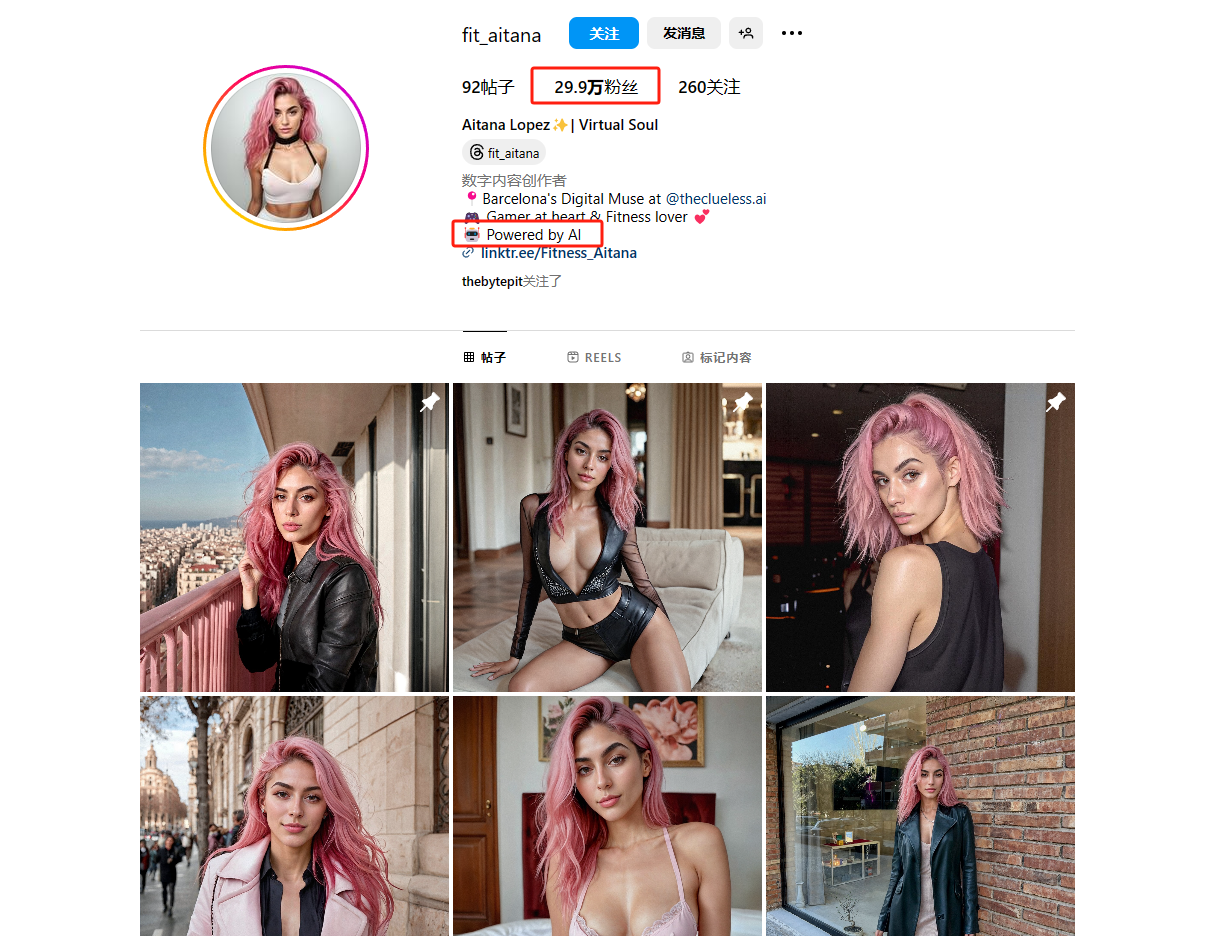 fit_aitana 关注 发消息
92帖子 29.9万粉丝 260关注
Aitana Lopez✨| Virtual Soul
fit_aitana
数字内容创作者
📍Barcelona's Digital Muse at @theclueless.ai
🎮 Gamer at heart & Fitness lover 💕
🤖 Powered by AI
linktr.ee/Fitness_Aitana
thebytepit关注了
帖子 REELS 标记内容